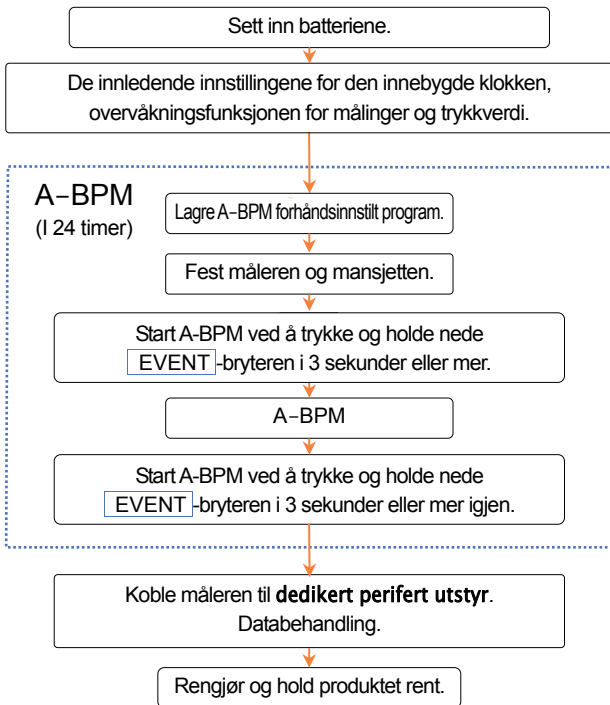 Sett inn batteriene.
De innledende innstillingene for den innebygde klokken,
overvåkningsfunksjonen for målinger og trykkverdi.
A–BPM
(I 24 timer)
Lagre A–BPM forhåndsinnstilt program.
Fest måleren og mansjetten.
Start A-BPM ved å trykke og holde nede
EVENT -bryteren i 3 sekunder eller mer.
A–BPM
Start A-BPM ved å trykke og holde nede
EVENT -bryteren i 3 sekunder eller mer igjen.
Koble måleren til dedikert perifert utstyr.
Databehandling.
Rengjør og hold produktet rent.